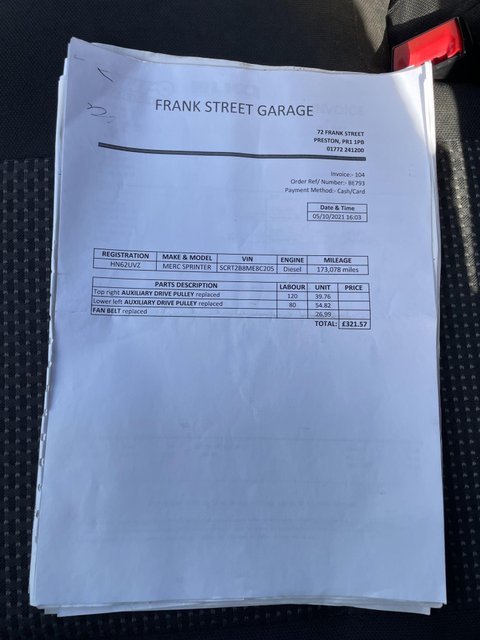 FRANK STREET GARAGE
72 FRANK STREET
PRESTON, PR1 1PB
01772 241200
Invoice:- 104
Order Ref/ Number:- BE793
Payment Method:- Cash/Card
Date & Time
05/10/2021 16:03
REGISTRATION MAKE & MODEL VIN ENGINE MILEAGE
HN62UVZ MERC SPRINTER SCRT2B8ME8C205 Diesel 173,078 miles
PARTS DESCRIPTION LABOUR UNIT PRICE
Top right AUXILIARY DRIVE PULLEY replaced 120 39.76
Lower left AUXILIARY DRIVE PULLEY replaced 80 54.82
FAN BELT replaced 26.99
TOTAL: £321.57